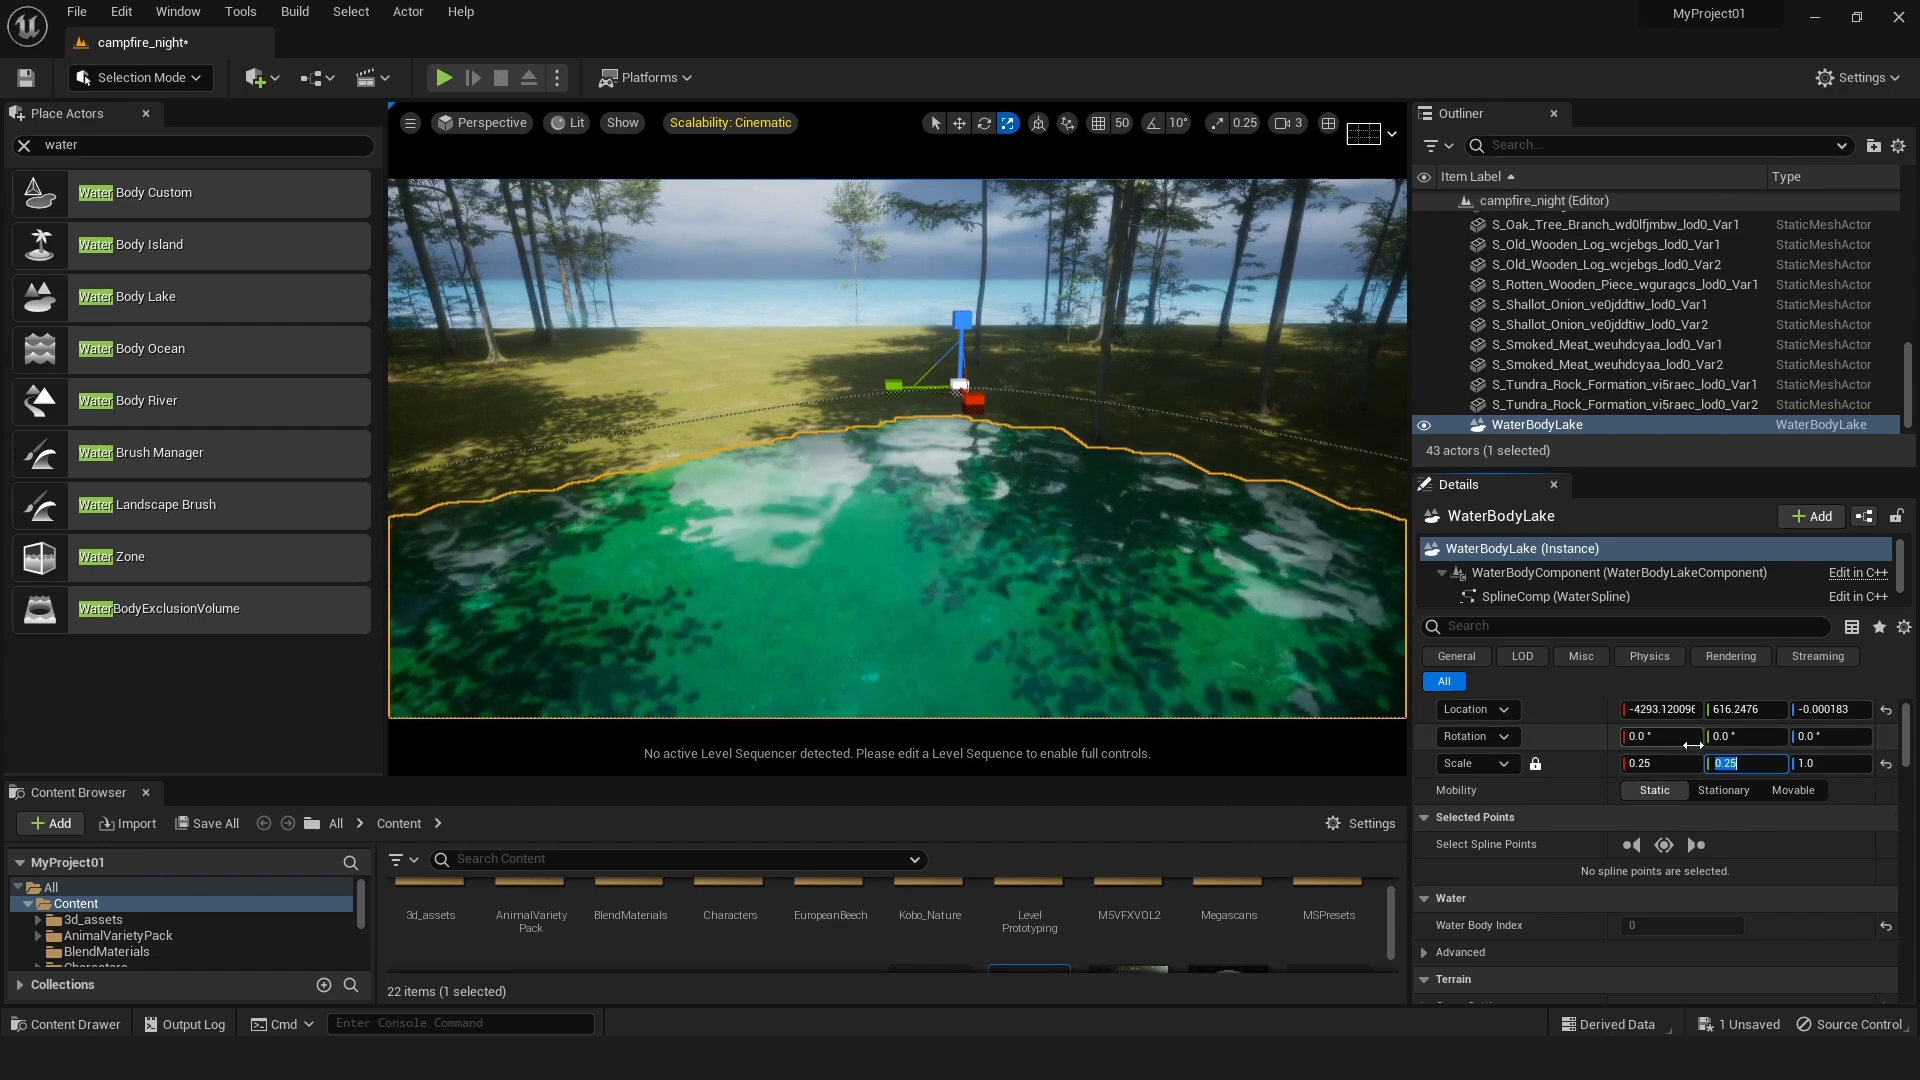 File Edit Window Tools Build Select Actor Help
MyProject01
campfire_night*
Selection Mode
Platforms
Settings
Place Actors
water
Water Body Custom
Water Body Island
Water Body Lake
Water Body Ocean
Water Body River
Water Brush Manager
Water Landscape Brush
Water Zone
WaterBodyExclusionVolume
Perspective
Lit
Show
Scalability: Cinematic
50
10°
0.25
3
No active Level Sequencer detected. Please edit a Level Sequence to enable full controls.
Outliner
Search...
Item Label Type
campfire_night (Editor)
S_Oak_Tree_Branch_wd0lfjmbw_lod0_Var1 StaticMeshActor
S_Old_Wooden_Log_wcjebgs_lod0_Var1 StaticMeshActor
S_Old_Wooden_Log_wcjebgs_lod0_Var2 StaticMeshActor
S_Rotten_Wooden_Piece_wguragcs_lod0_Var1 StaticMeshActor
S_Shallot_Onion_ve0jddtiw_lod0_Var1 StaticMeshActor
S_Shallot_Onion_ve0jddtiw_lod0_Var2 StaticMeshActor
S_Smoked_Meat_weuhdcyaa_lod0_Var1 StaticMeshActor
S_Smoked_Meat_weuhdcyaa_lod0_Var2 StaticMeshActor
S_Tundra_Rock_Formation_vi5raec_lod0_Var1 StaticMeshActor
S_Tundra_Rock_Formation_vi5raec_lod0_Var2 StaticMeshActor
WaterBodyLake WaterBodyLake
43 actors (1 selected)
Details
WaterBodyLake
Add
WaterBodyLake (Instance)
WaterBodyComponent (WaterBodyLakeComponent) Edit in C++
SplineComp (WaterSpline) Edit in C++
Search
General LOD Misc Physics Rendering Streaming
All
Location -4293.120096 616.2476 -0.000183
Rotation 0.0 ° 0.0 ° 0.0 °
Scale 0.25 0.25 1.0
Mobility Static Stationary Movable
Selected Points
Select Spline Points
No spline points are selected.
Water
Water Body Index 0
Advanced
Terrain
Content Browser
Add Import Save All All Content
Settings
MyProject01
All
Content
3d_assets
AnimalVarietyPack
BlendMaterials
Characters
Collections
Search Content
3d_assets
AnimalVariety
Pack
BlendMaterials
Characters
EuropeanBeech
Kobo_Nature
Level
Prototyping
M5VFXVOL2
Megascans
MSPresets
22 items (1 selected)
Content Drawer Output Log Cmd Enter Console Command
Derived Data 1 Unsaved Source Control